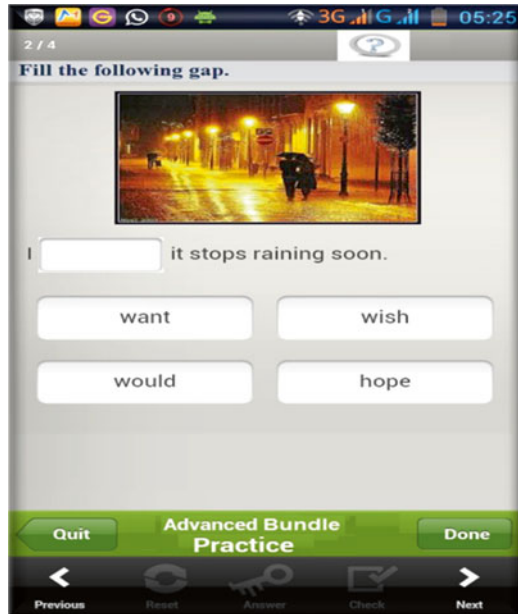 3G G 05:25
2 / 4
Fill the following gap.
I it stops raining soon.
want wish
would hope
Quit Advanced Bundle Practice Done
Previous Reset Answer Check Next